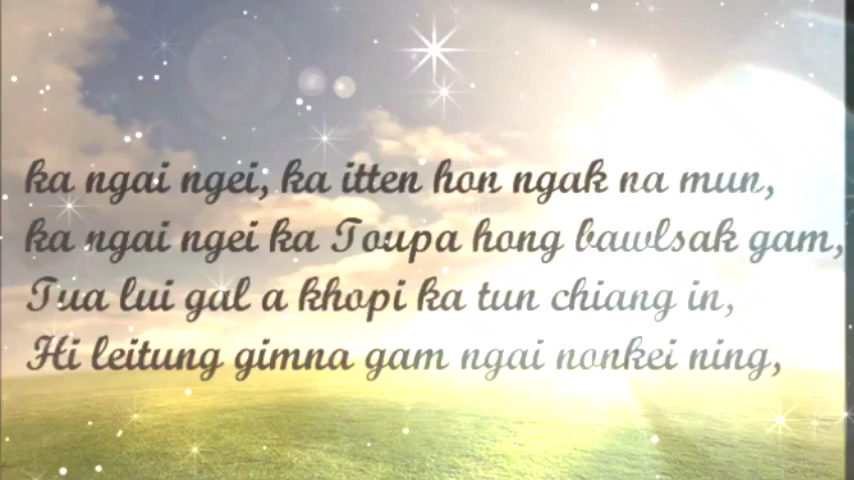 ka ngai ngei, ka itten hon ngak na mun,
ka ngai ngei ka Toupa hong bawlsak gam,
Tua lui gal a khopi ka tun chiang in,
Hi leitung gimna gam ngai nonkei ning,